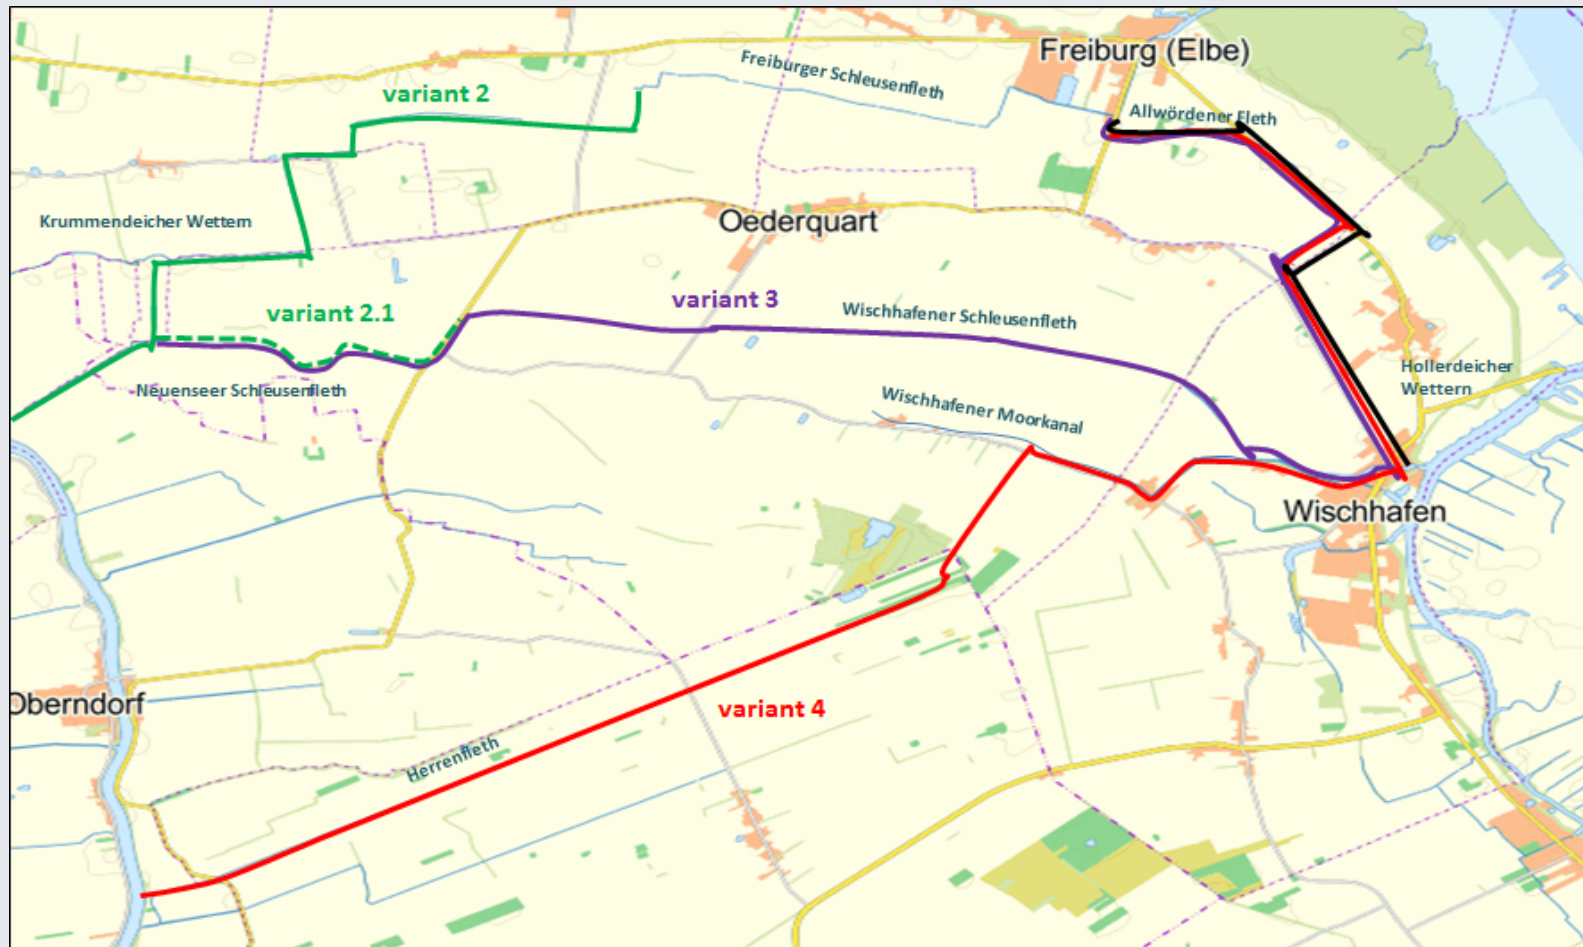 Freiburg (Elbe)
Freiburger Schleusenfleth
variant 2
Allwördener Fleth
Krummendeicher Wettern
Oederquart
variant 3
variant 2.1
Wischhafener Schleusenfleth
Hollerdeicher
Wettern
Neuenseer Schleusenfleth
Wischhafener Moorkanal
Wischhafen
Oberndorf
variant 4
Herrenfleth